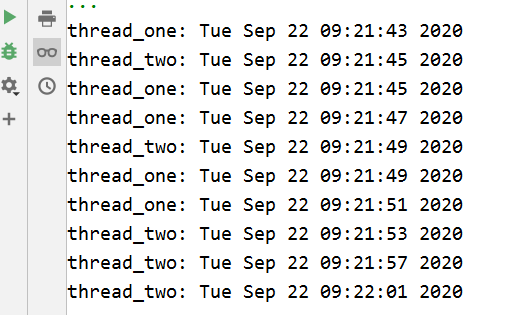 ...
thread_one: Tue Sep 22 09:21:43 2020
thread_two: Tue Sep 22 09:21:45 2020
thread_one: Tue Sep 22 09:21:45 2020
thread_one: Tue Sep 22 09:21:47 2020
thread_two: Tue Sep 22 09:21:49 2020
thread_one: Tue Sep 22 09:21:49 2020
thread_one: Tue Sep 22 09:21:51 2020
thread_two: Tue Sep 22 09:21:53 2020
thread_two: Tue Sep 22 09:21:57 2020
thread_two: Tue Sep 22 09:22:01 2020